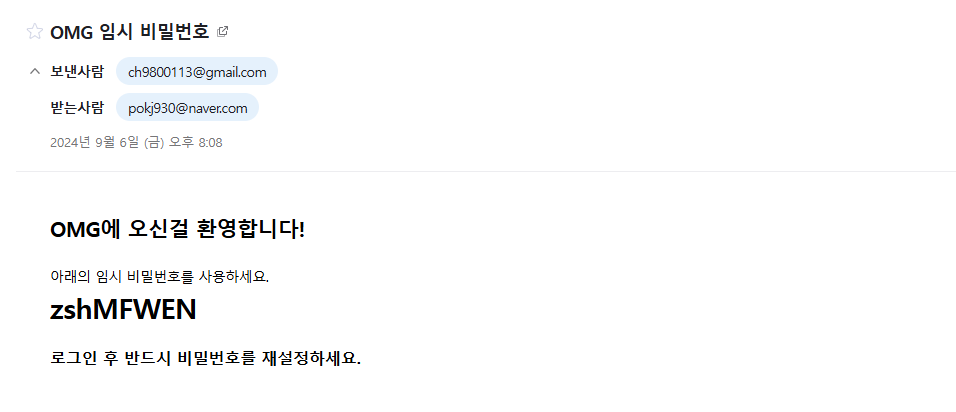 OMG 임시 비밀번호
보낸사람 ch9800113@gmail.com
받는사람 pokj930@naver.com
2024년 9월 6일 (금) 오후 8:08
OMG에 오신걸 환영합니다!
아래의 임시 비밀번호를 사용하세요.
zshMFWEN
로그인 후 반드시 비밀번호를 재설정하세요.